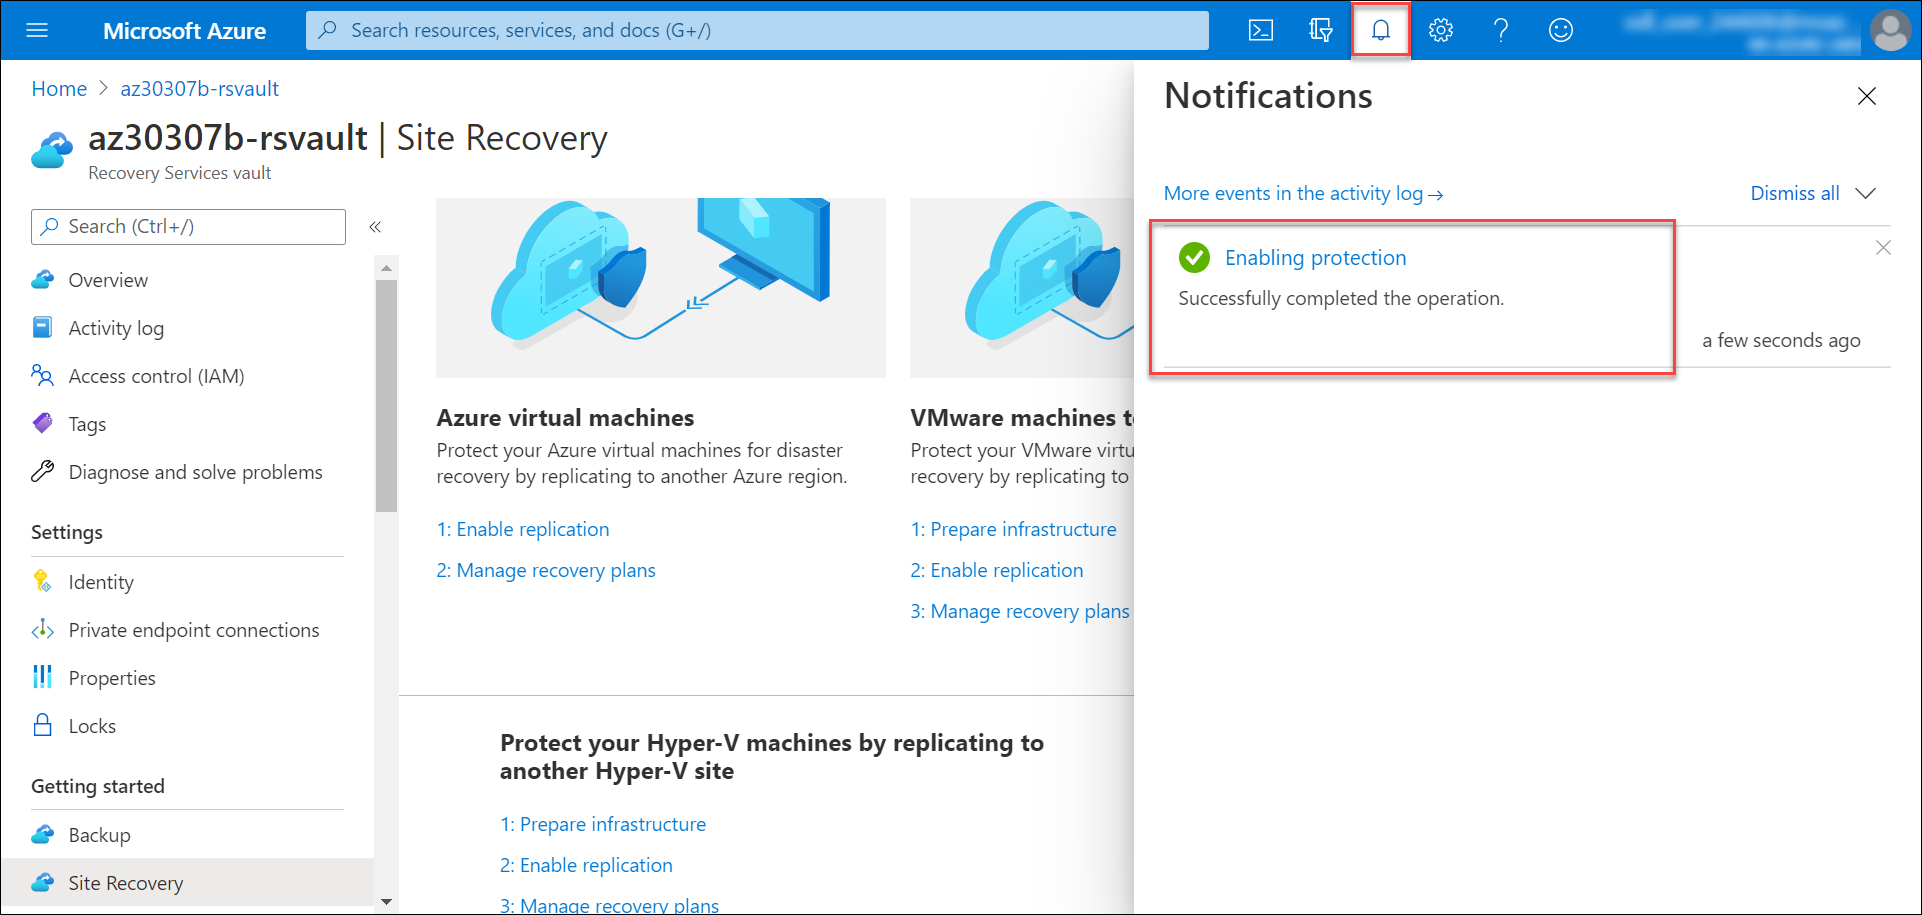 Microsoft Azure
Search resources, services, and docs (G+/)
Home > az30307b-rsvault
az30307b-rsvault | Site Recovery
Recovery Services vault
Search (Ctrl+/)
«
Overview
Activity log
Access control (IAM)
Tags
Diagnose and solve problems
Settings
Identity
Private endpoint connections
Properties
Locks
Getting started
Backup
Site Recovery
Azure virtual machines
Protect your Azure virtual machines for disaster
recovery by replicating to another Azure region.
1: Enable replication
2: Manage recovery plans
VMware machines t
Protect your VMware virtu
recovery by replicating to
1: Prepare infrastructure
2: Enable replication
3: Manage recovery plans
Protect your Hyper-V machines by replicating to
another Hyper-V site
1: Prepare infrastructure
2: Enable replication
3: Manage recovery plans
Notifications
More events in the activity log →
Dismiss all
Enabling protection
Successfully completed the operation.
a few seconds ago